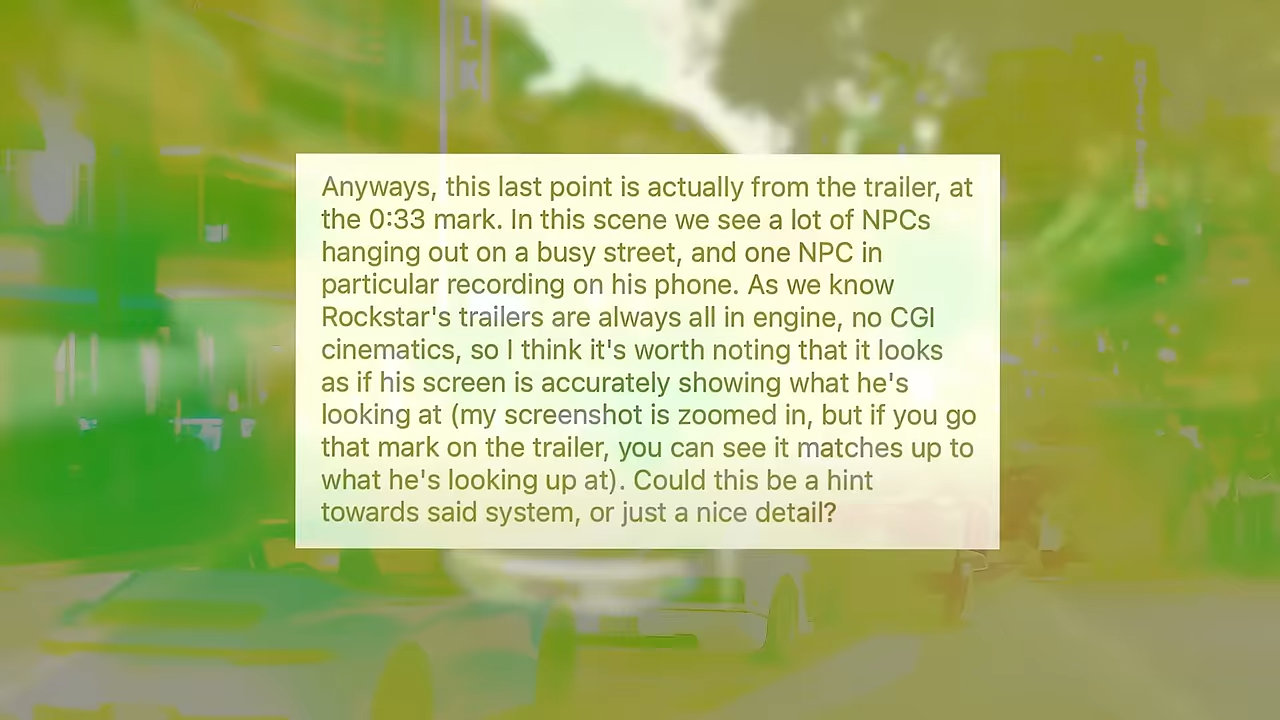 L
K
Anyways, this last point is actually from the trailer, at
the 0:33 mark. In this scene we see a lot of NPCs
hanging out on a busy street, and one NPC in
particular recording on his phone. As we know
Rockstar's trailers are always all in engine, no CGI
cinematics, so I think it's worth noting that it looks
as if his screen is accurately showing what he's
looking at (my screenshot is zoomed in, but if you go
that mark on the trailer, you can see it matches up to
what he's looking up at). Could this be a hint
towards said system, or just a nice detail?